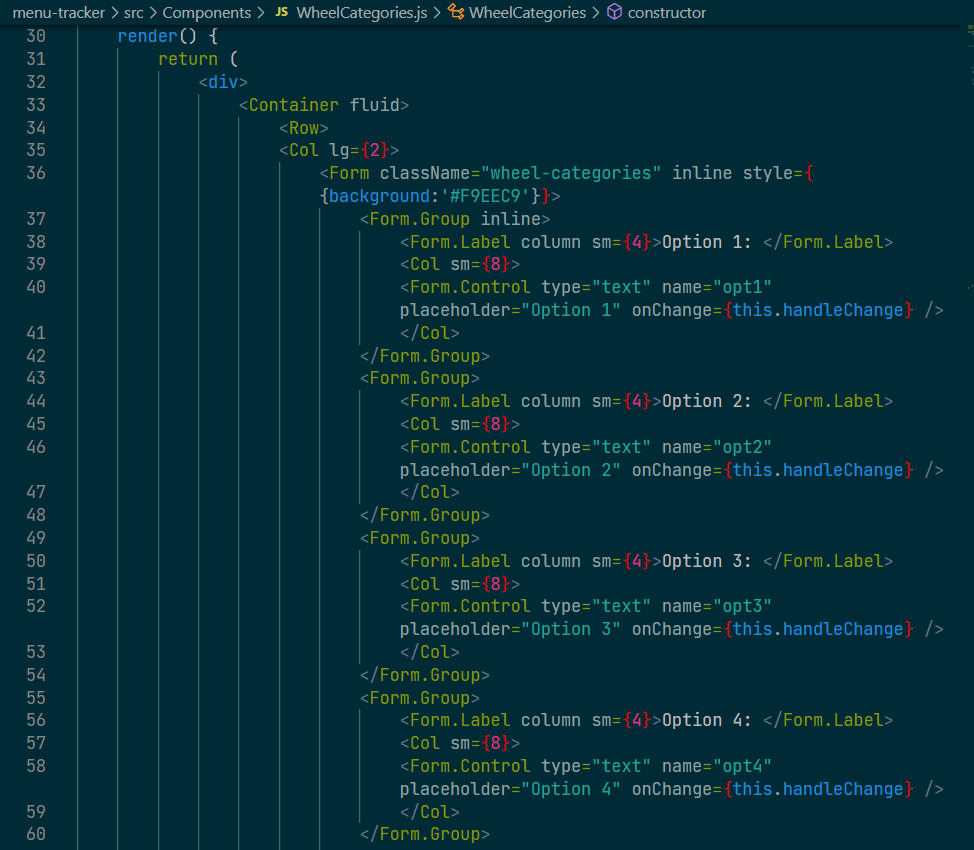 menu-tracker > src > Components > JS WheelCategories.js > WheelCategories > constructor
30 render() {
31 return (
32 <div>
33 <Container fluid>
34 <Row>
35 <Col lg={2}>
36 <Form className="wheel-categories" inline style={
{background:'#F9EEC9'}}>
37 <Form.Group inline>
38 <Form.Label column sm={4}>Option 1: </Form.Label>
39 <Col sm={8}>
40 <Form.Control type="text" name="opt1"
placeholder="Option 1" onChange={this.handleChange} />
41 </Col>
42 </Form.Group>
43 <Form.Group>
44 <Form.Label column sm={4}>Option 2: </Form.Label>
45 <Col sm={8}>
46 <Form.Control type="text" name="opt2"
placeholder="Option 2" onChange={this.handleChange} />
47 </Col>
48 </Form.Group>
49 <Form.Group>
50 <Form.Label column sm={4}>Option 3: </Form.Label>
51 <Col sm={8}>
52 <Form.Control type="text" name="opt3"
placeholder="Option 3" onChange={this.handleChange} />
53 </Col>
54 </Form.Group>
55 <Form.Group>
56 <Form.Label column sm={4}>Option 4: </Form.Label>
57 <Col sm={8}>
58 <Form.Control type="text" name="opt4"
placeholder="Option 4" onChange={this.handleChange} />
59 </Col>
60 </Form.Group>